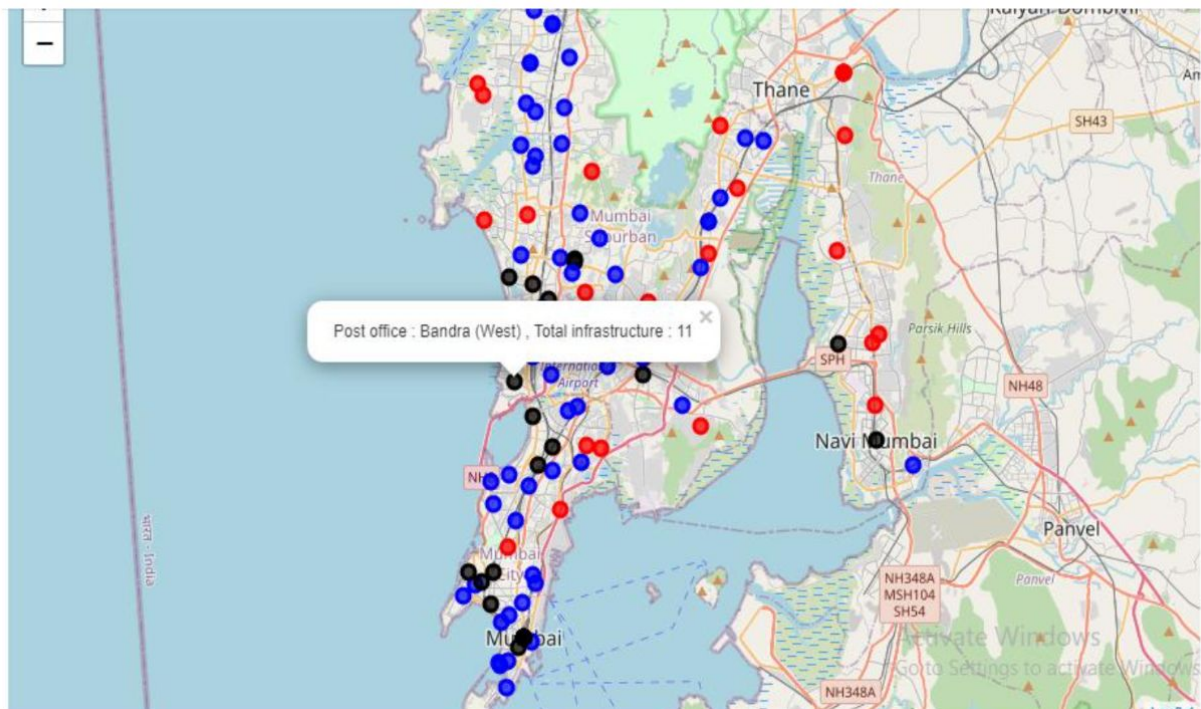 −
Kalyan Dombivli
Thane
SH43
Thane
Mumbai
Suburban
Post office : Bandra (West) , Total infrastructure : 11
×
International
Airport
SPH
Parsik Hills
NH48
Navi Mumbai
Panvel
Panvel
Mumbai
City
भारत - India
NH348A
MSH104
SH54
Mumbai
Activate Windows
Go to Settings to activate Windows
NH348A